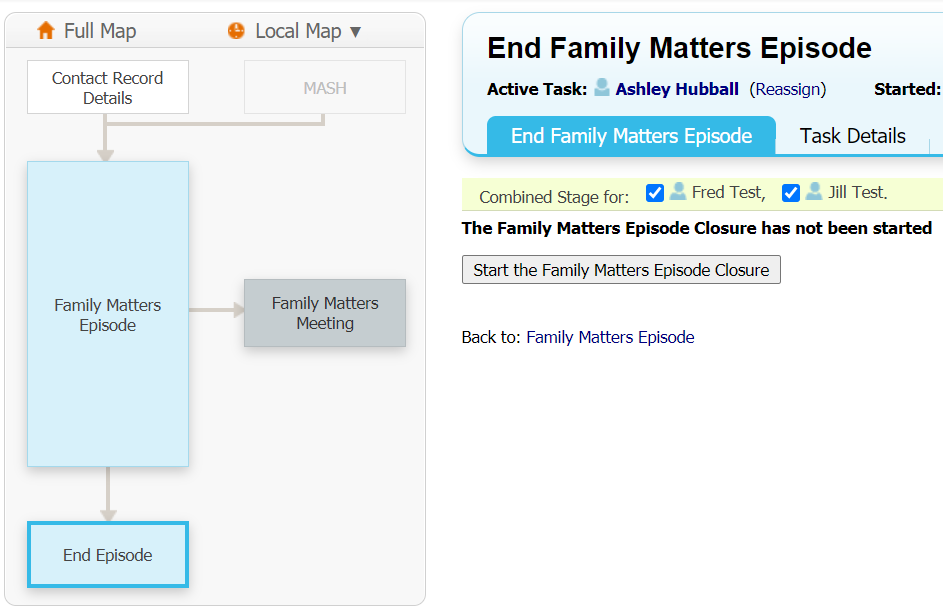 Full Map
Local Map ▼
Contact Record
Details
MASH
Family Matters
Episode
Family Matters
Meeting
End Episode
End Family Matters Episode
Active Task: Ashley Hubball (Reassign) Started:
End Family Matters Episode
Task Details
Combined Stage for: Fred Test, Jill Test.
The Family Matters Episode Closure has not been started
Start the Family Matters Episode Closure
Back to: Family Matters Episode